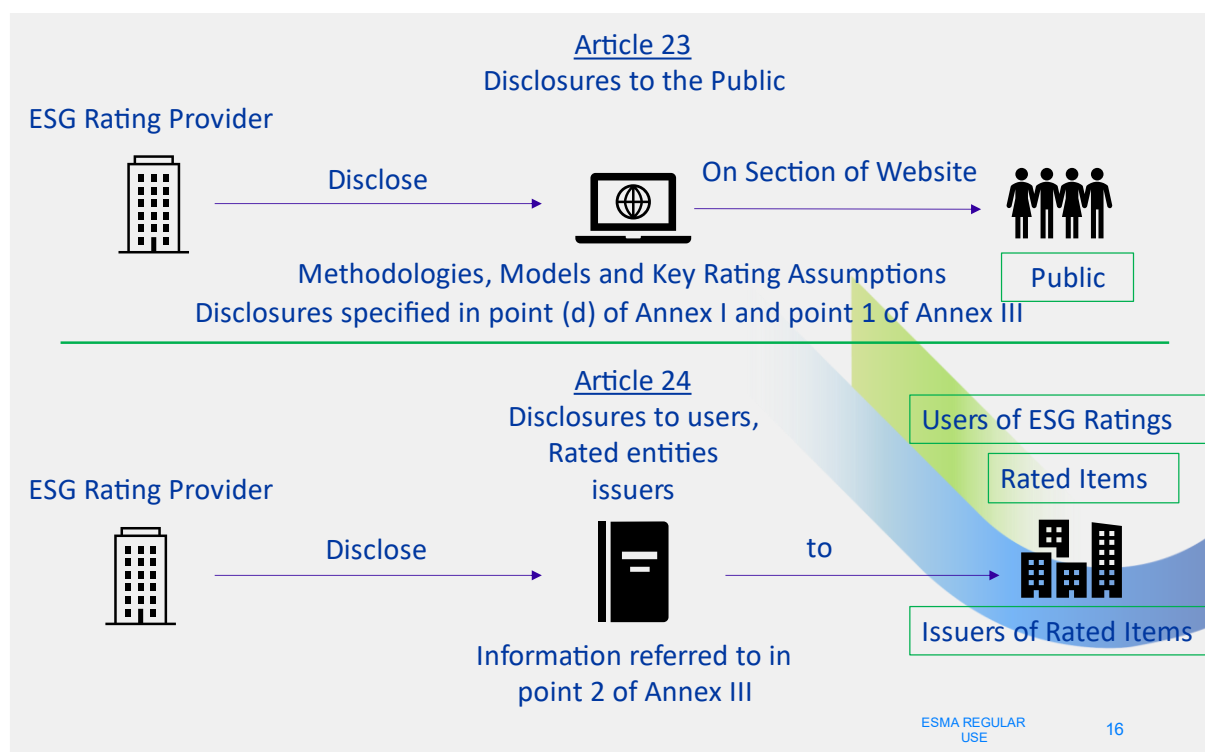 Article 23
Disclosures to the Public
ESG Rating Provider
Disclose
On Section of Website
Methodologies, Models and Key Rating Assumptions
Public
Disclosures specified in point (d) of Annex I and point 1 of Annex III
Article 24
Disclosures to users,
Rated entities
issuers
Users of ESG Ratings
Rated Items
ESG Rating Provider
Disclose
to
Issuers of Rated Items
Information referred to in
point 2 of Annex III
ESMA REGULAR
USE
16